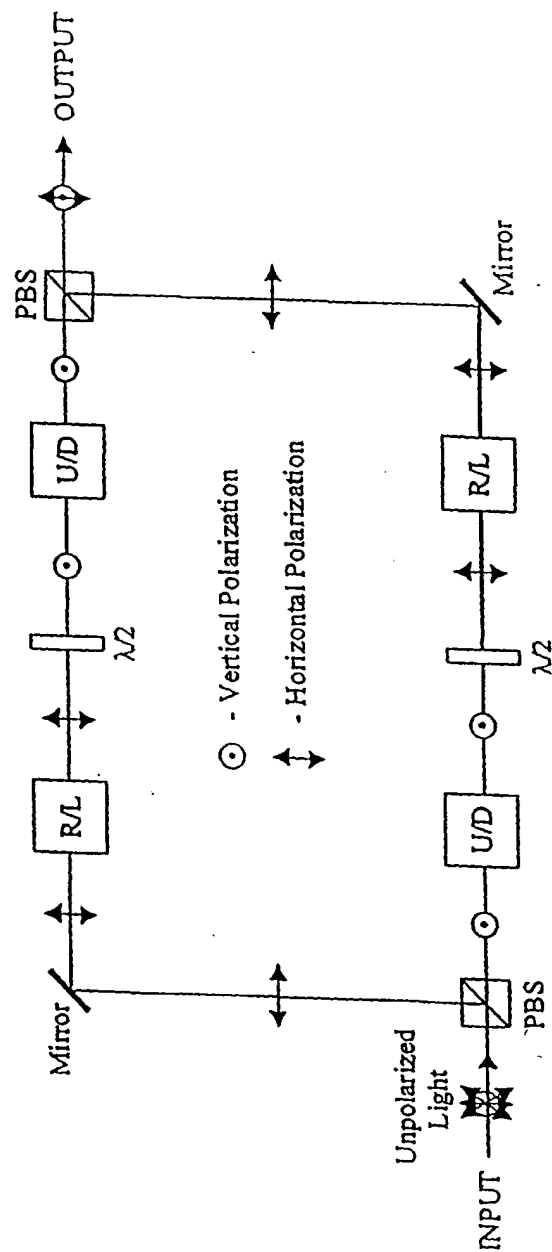 PBS
OUTPUT
Mirror
R/L
λ/2
U/D
⊙ - Vertical Polarization
↔ - Horizontal Polarization
Unpolarized
Light
INPUT
PBS
U/D
λ/2
R/L
Mirror